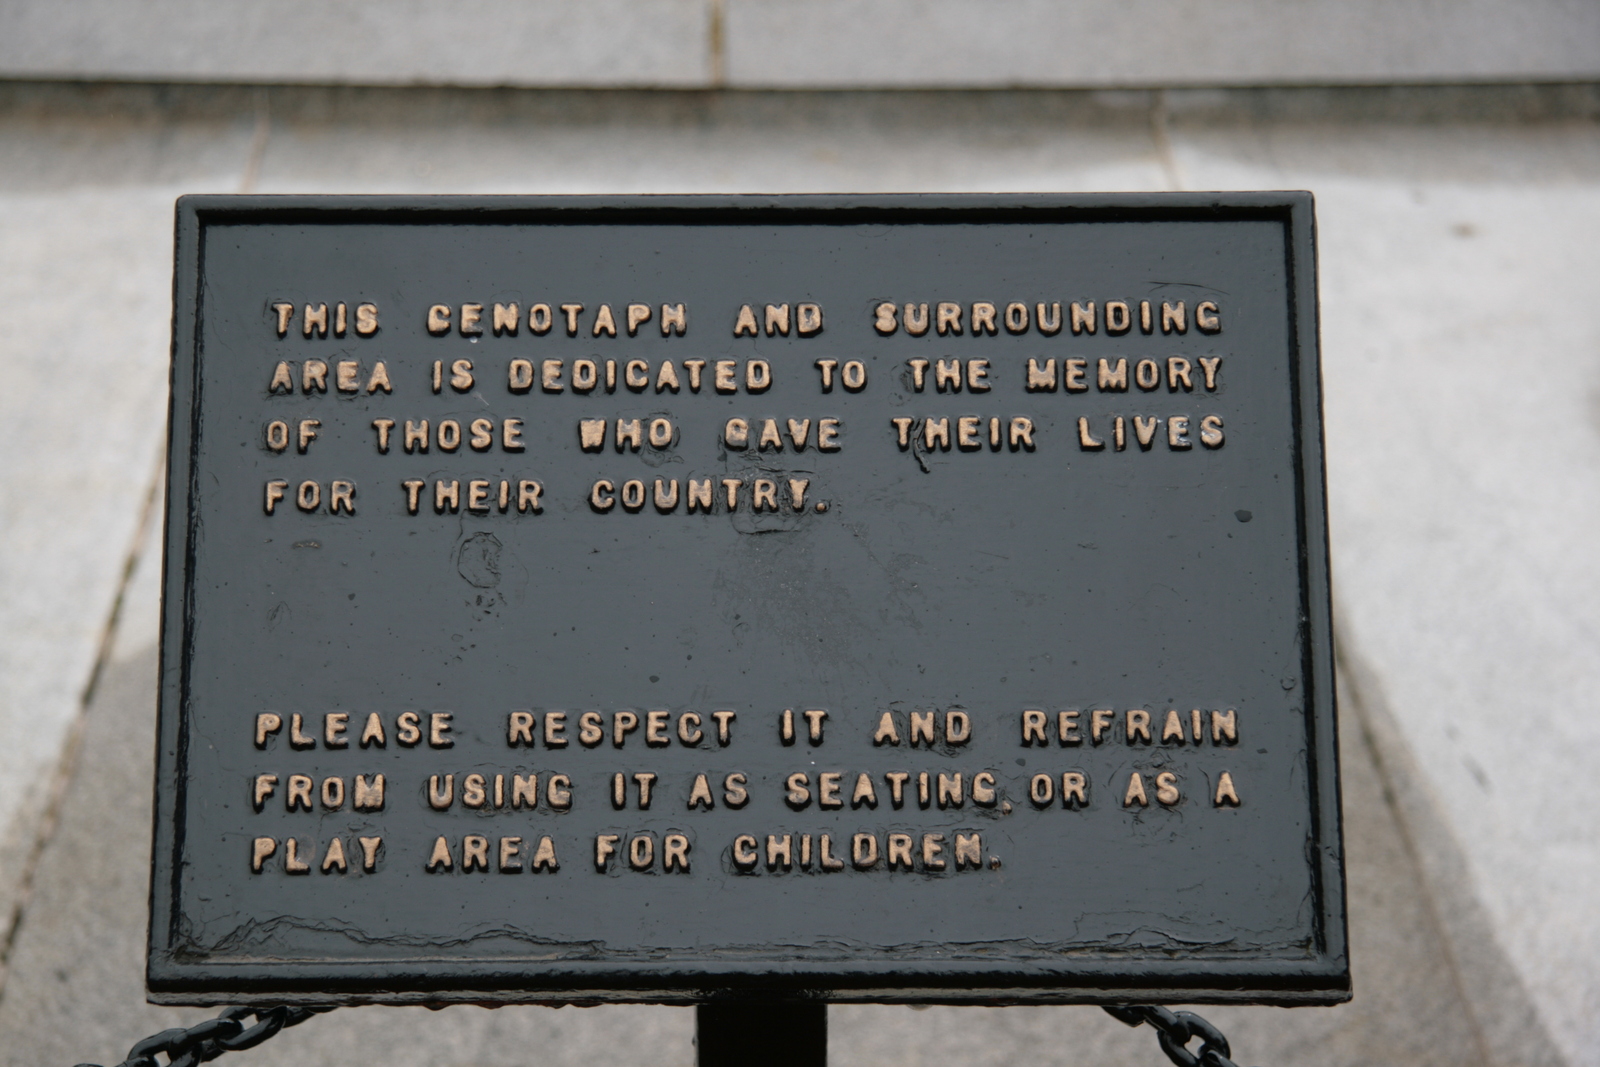 THIS CENOTAPH AND SURROUNDING
AREA IS DEDICATED TO THE MEMORY
OF THOSE WHO GAVE THEIR LIVES
FOR THEIR COUNTRY.
PLEASE RESPECT IT AND REFRAIN
FROM USING IT AS SEATING, OR AS A
PLAY AREA FOR CHILDREN.